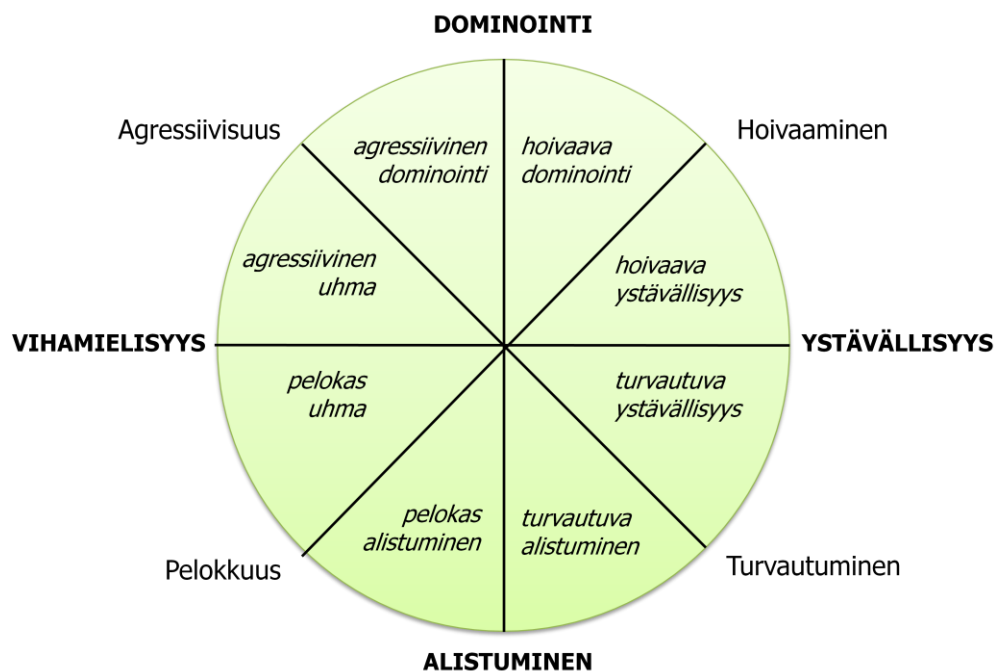 DOMINOINTI
Agressiivisuus
Hoivaaminen
agressiivinen
dominointi
hoivaava
dominointi
agressiivinen
uhma
hoivaava
ystävällisyys
VIHAMIELISYYS
YSTÄVÄLLISYYS
pelokas
uhma
turvautuva
ystävällisyys
pelokas
alistuminen
turvautuva
alistuminen
Pelokkuus
Turvautuminen
ALISTUMINEN